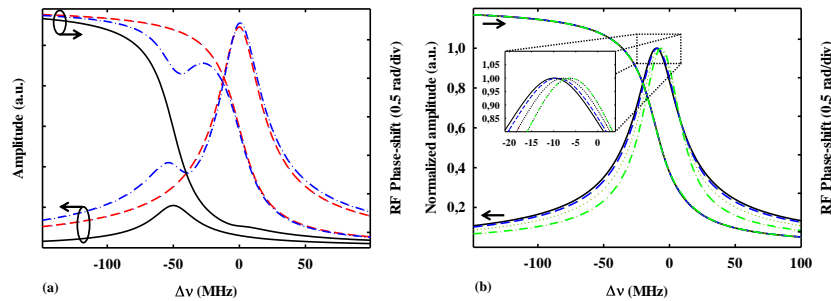 Amplitude (a.u.)
-100 -50 0 50
(a)
Δν (MHz)
RF Phase-shift (0.5 rad/div)
Normalized amplitude (a.u.)
1,0
0,8
0,6
0,4
0,2
1,05
1,00
0,95
0,90
0,85
-20 -15 -10 -5 0
-100 -50 0 50 100
(b)
Δν (MHz)
RF Phase-shift (0.5 rad/div)